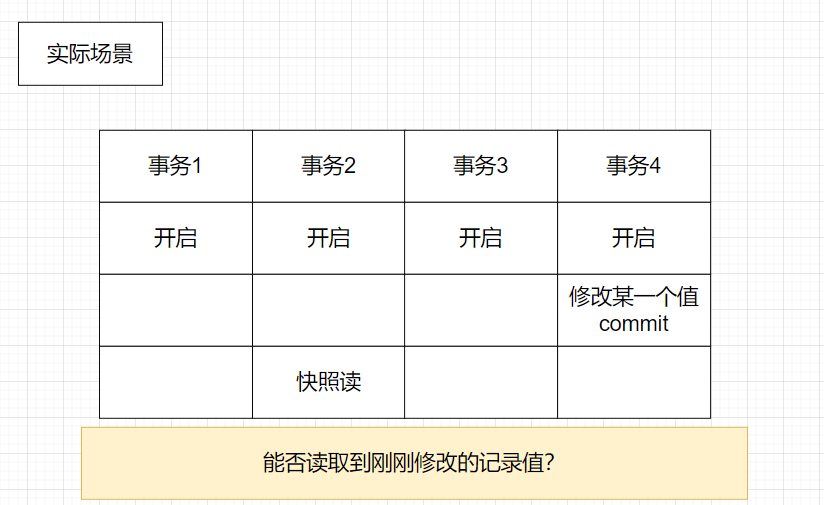 实际场景
事务1 事务2 事务3 事务4
开启 开启 开启 开启
修改某一个值
commit
快照读
能否读取到刚刚修改的记录值?